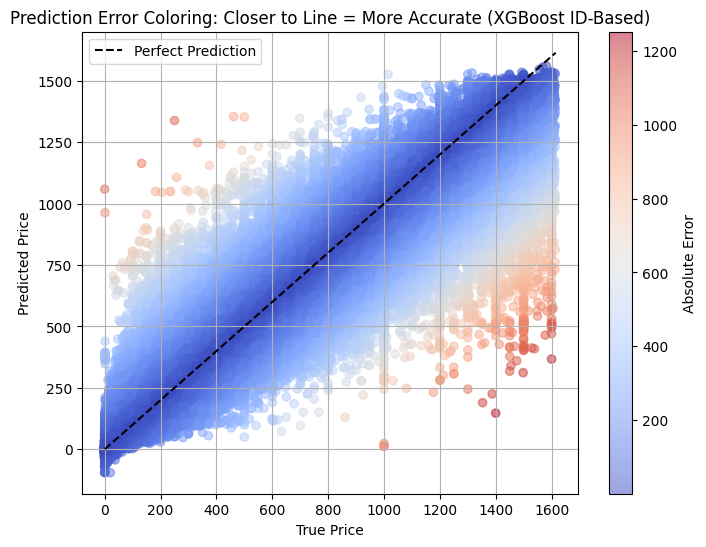 Prediction Error Coloring: Closer to Line = More Accurate (XGBoost ID-Based)
Perfect Prediction
Predicted Price
1500
1250
1000
750
500
250
0
0 200 400 600 800 1000 1200 1400 1600
True Price
1200
1000
800
600
400
200
Absolute Error